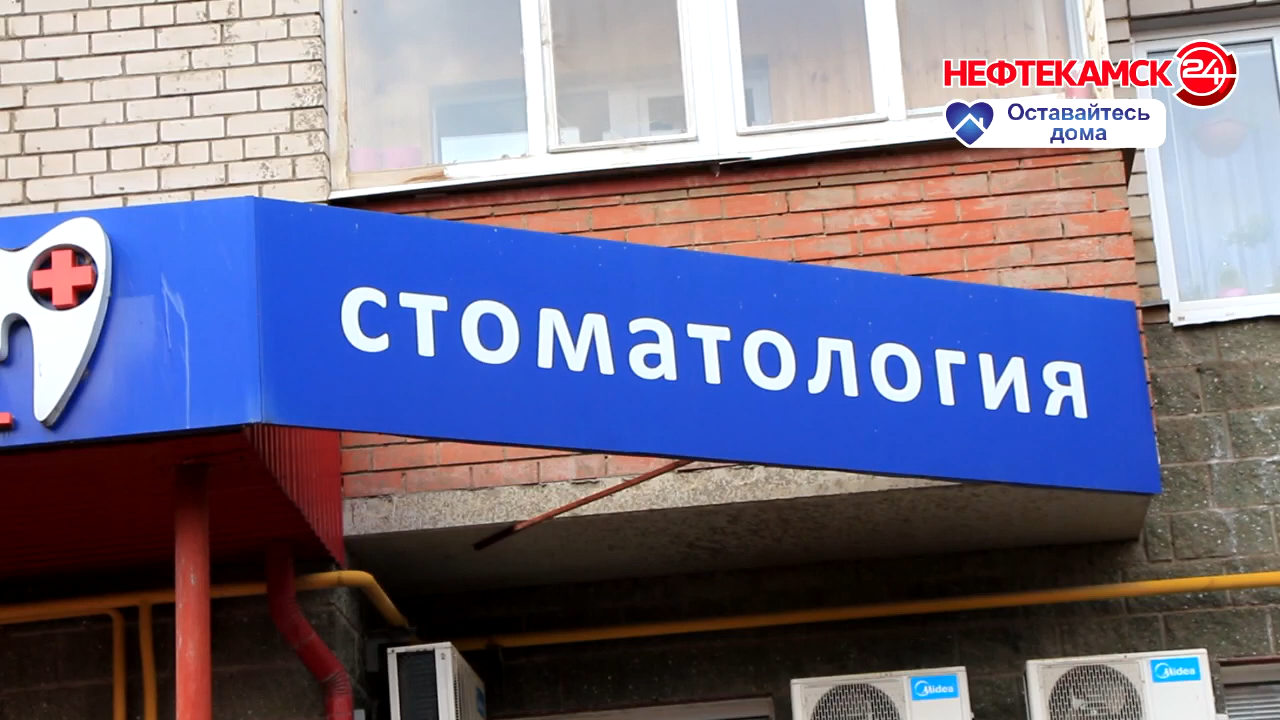 НЕФТЕКАМСК 24
Оставайтесь
дома
стоматология
Midea
Midea